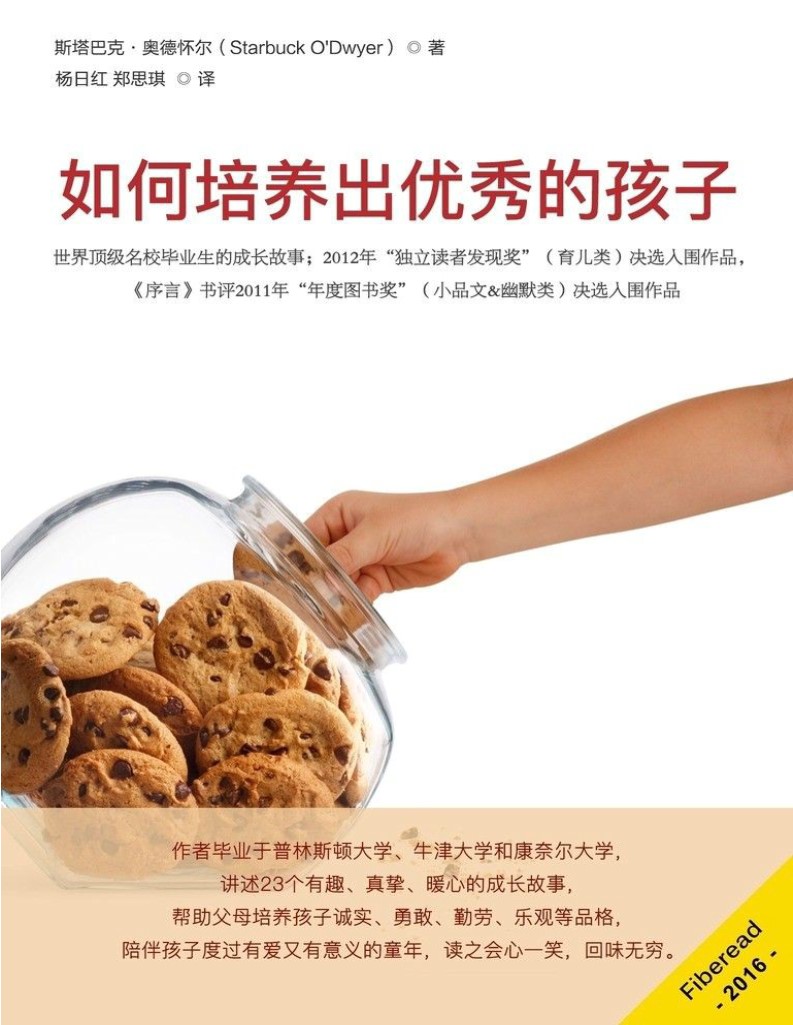 斯塔巴克·奥德怀尔（Starbuck O'Dwyer）◎ 著
杨日红 郑思琪 ◎ 译
如何培养出优秀的孩子
世界顶级名校毕业生的成长故事；2012年“独立读者发现奖”（育儿类）决选入围作品，
《序言》书评2011年“年度图书奖”（小品文&幽默类）决选入围作品
作者毕业于普林斯顿大学、牛津大学和康奈尔大学，
讲述23个有趣、真挚、暖心的成长故事，
帮助父母培养孩子诚实、勇敢、勤劳、乐观等品格，
陪伴孩子度过有爱又有意义的童年，读之会心一笑，回味无穷。
Fiberead
- 2016 -